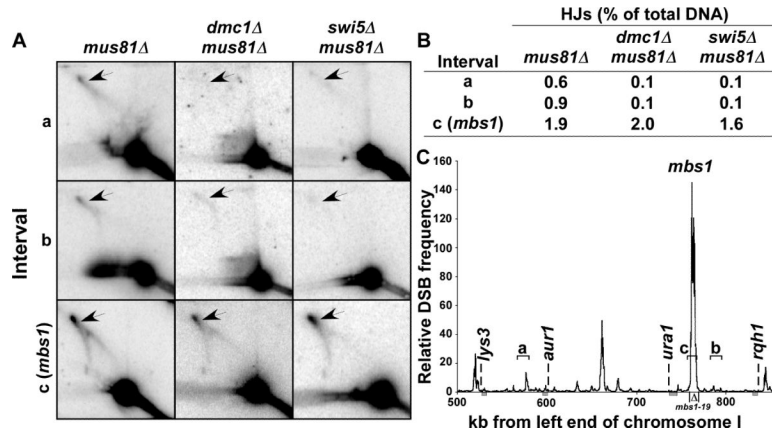 A
mus81Δ
dmc1Δ
mus81Δ
swi5Δ
mus81Δ
Interval
a
b
c (mbs1)
B
HJs (% of total DNA)
Interval
mus81Δ
dmc1Δ
mus81Δ
swi5Δ
mus81Δ
a 0.6 0.1 0.1
b 0.9 0.1 0.1
c (mbs1) 1.9 2.0 1.6
C
mbs1
Relative DSB frequency
160
140
120
100
80
60
40
20
0
lys3
a
aur1
ura1
c
b
rqh1
Δ
mbs1-19
500 600 700 800
kb from left end of chromosome I